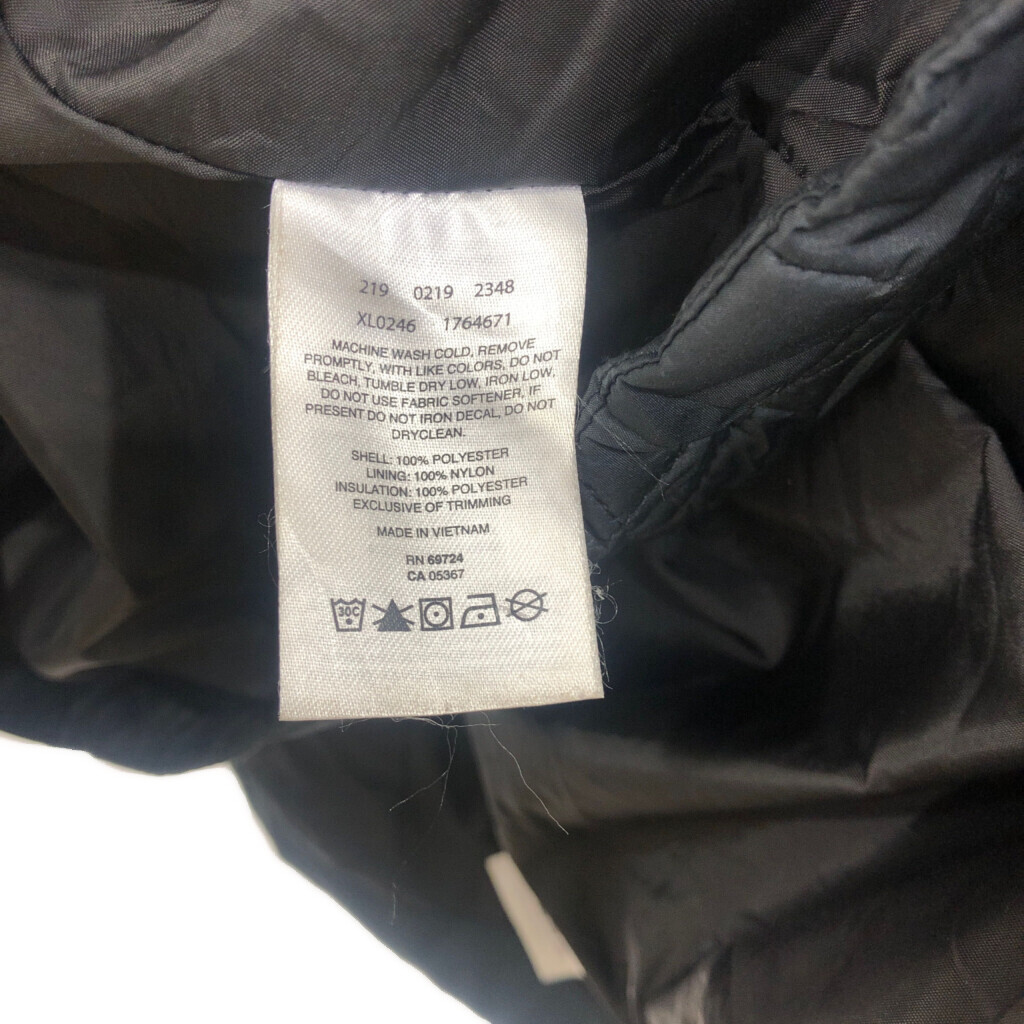 219 0219 2348
XL0246 1764671
MACHINE WASH COLD, REMOVE
PROMPTLY, WITH LIKE COLORS, DO NOT
BLEACH, TUMBLE DRY LOW, IRON LOW,
DO NOT USE FABRIC SOFTENER, IF
PRESENT DO NOT IRON DECAL, DO NOT
DRYCLEAN.
SHELL: 100% POLYESTER
LINING: 100% NYLON
INSULATION: 100% POLYESTER
EXCLUSIVE OF TRIMMING
MADE IN VIETNAM
RN 69724
CA 05367
30C